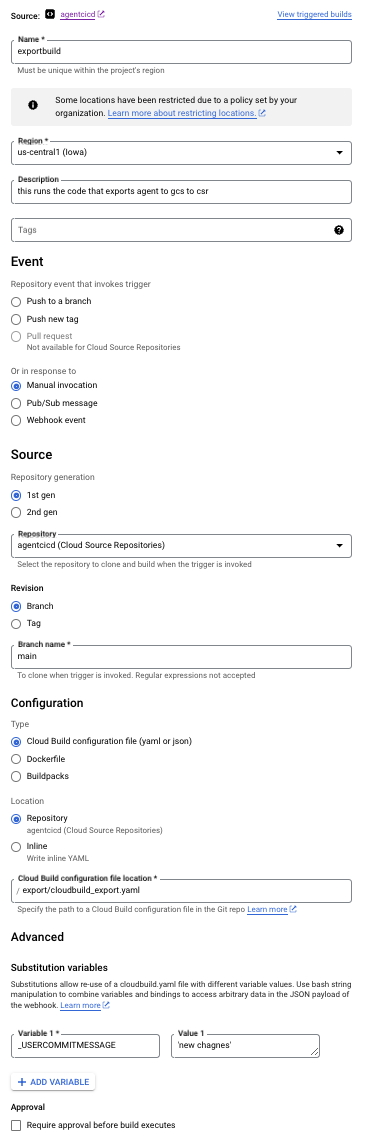 Source: agentcicd
View triggered builds
Name *
exportbuild
Must be unique within the project's region
Some locations have been restricted due to a policy set by your
organization. Learn more about restricting locations.
Region *
us-central1 (Iowa)
Description
this runs the code that exports agent to gcs to csr
Tags
Event
Repository event that invokes trigger
Push to a branch
Push new tag
Pull request
Not available for Cloud Source Repositories
Or in response to
Manual invocation
Pub/Sub message
Webhook event
Source
Repository generation
1st gen
2nd gen
Repository
agentcicd (Cloud Source Repositories)
Select the repository to clone and build when the trigger is invoked
Revision
Branch
Tag
Branch name *
main
To clone when trigger is invoked. Regular expressions not accepted
Configuration
Type
Cloud Build configuration file (yaml or json)
Dockerfile
Buildpacks
Location
Repository
agentcicd (Cloud Source Repositories)
Inline
Write inline YAML
Cloud Build configuration file location *
/ export/cloudbuild_export.yaml
Specify the path to a Cloud Build configuration file in the Git repo Learn more
Advanced
Substitution variables
Substitutions allow re-use of a cloudbuild.yaml file with different variable values. Use bash string
manipulation to combine variables and bindings to access arbitrary data in the JSON payload of
the webhook. Learn more
Variable 1 *
_USERCOMMITMESSAGE
Value 1
'new chagnes'
+ ADD VARIABLE
Approval
Require approval before build executes